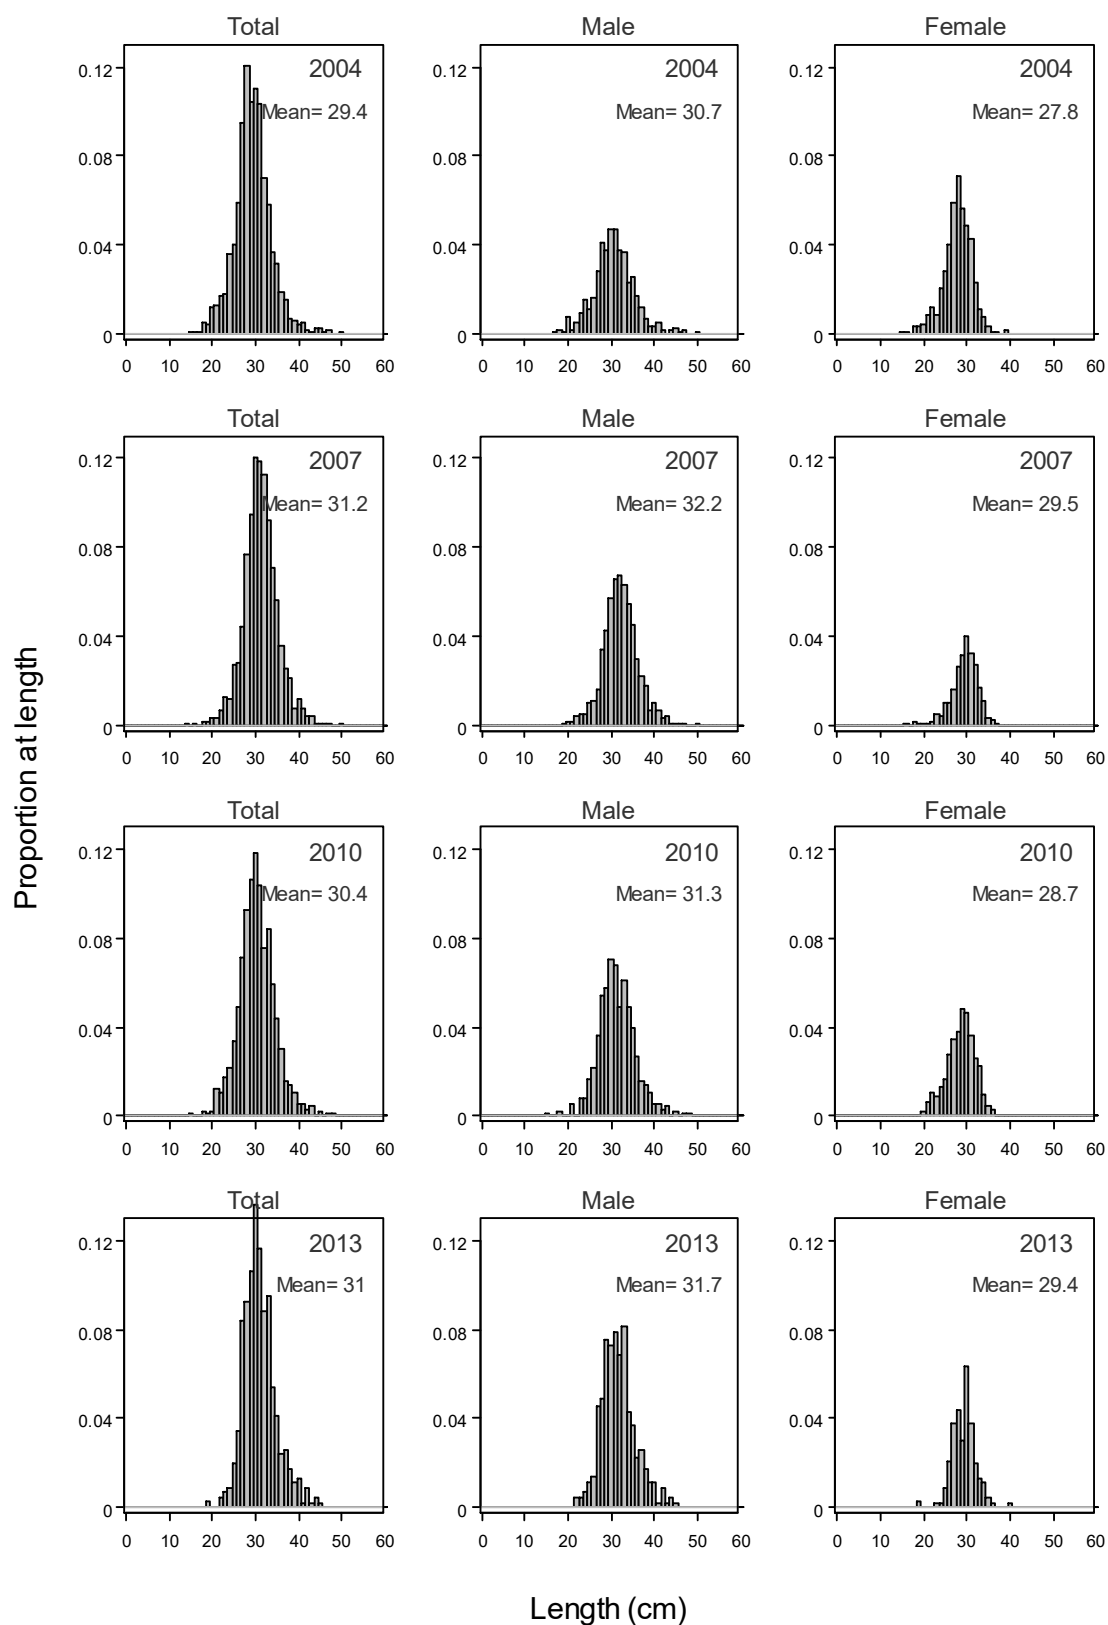 Total Male Female
0.12 2004 0.12 2004 0.12 2004
Mean= 29.4 Mean= 30.7 Mean= 27.8
0.08 0.08 0.08
0.04 0.04 0.04
0 0 0
0 10 20 30 40 50 60 0 10 20 30 40 50 60 0 10 20 30 40 50 60
Total Male Female
0.12 2007 0.12 2007 0.12 2007
Mean= 31.2 Mean= 32.2 Mean= 29.5
0.08 0.08 0.08
0.04 0.04 0.04
0 0 0
0 10 20 30 40 50 60 0 10 20 30 40 50 60 0 10 20 30 40 50 60
Proportion at length
Total Male Female
0.12 2010 0.12 2010 0.12 2010
Mean= 30.4 Mean= 31.3 Mean= 28.7
0.08 0.08 0.08
0.04 0.04 0.04
0 0 0
0 10 20 30 40 50 60 0 10 20 30 40 50 60 0 10 20 30 40 50 60
Total Male Female
0.12 2013 0.12 2013 0.12 2013
Mean= 31 Mean= 31.7 Mean= 29.4
0.08 0.08 0.08
0.04 0.04 0.04
0 0 0
0 10 20 30 40 50 60 0 10 20 30 40 50 60 0 10 20 30 40 50 60
Length (cm)